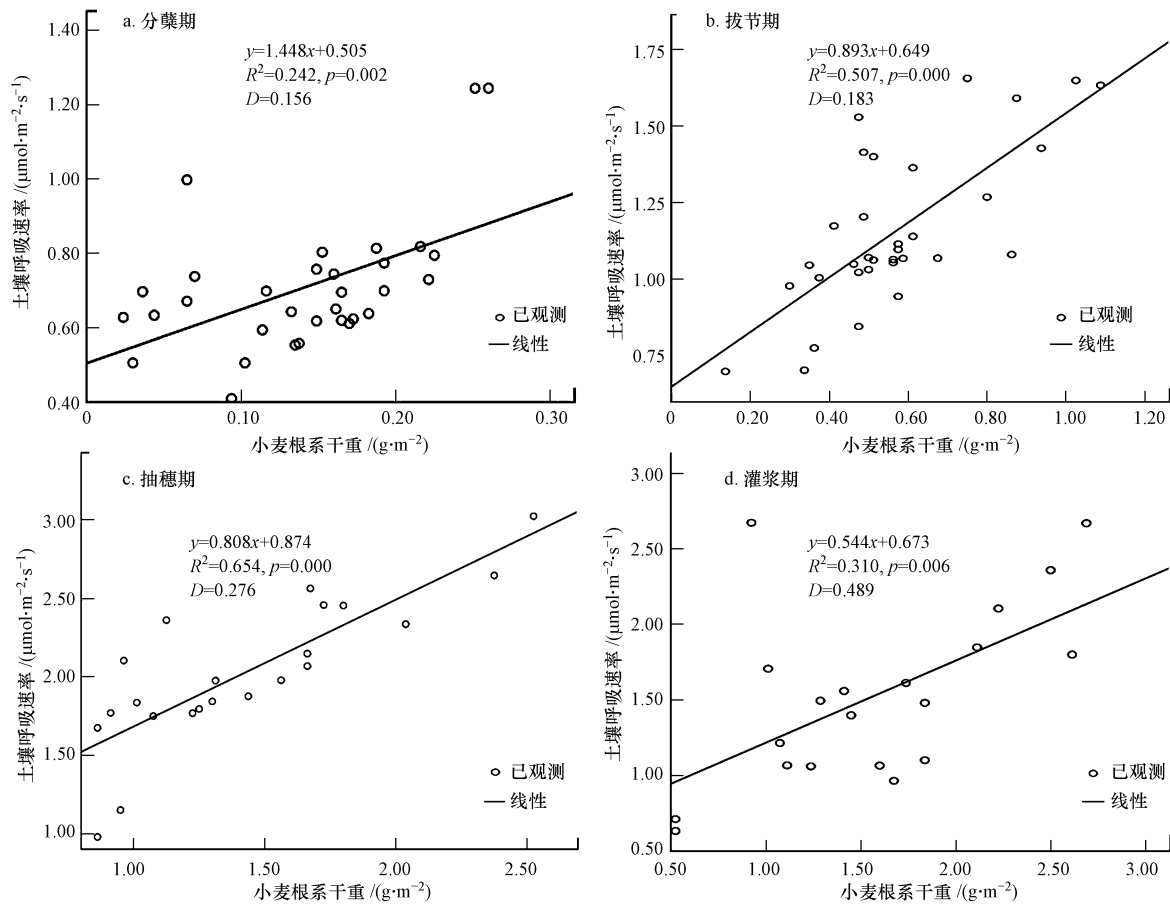 a. 分蘖期
y=1.448x+0.505
R²=0.242, p=0.002
D=0.156
1.40
1.20
1.00
0.80
0.60
0.40
0
0.10
0.20
0.30
土壤呼吸速率 /(μmol·m⁻²·s⁻¹)
小麦根系干重 /(g·m⁻²)
已观测
线性
b. 拔节期
y=0.893x+0.649
R²=0.507, p=0.000
D=0.183
1.75
1.50
1.25
1.00
0.75
0
0.40
0.60
0.80
1.00
1.20
土壤呼吸速率 /(μmol·m⁻²·s⁻¹)
小麦根系干重 /(g·m⁻²)
已观测
线性
c. 抽穗期
y=0.808x+0.874
R²=0.654, p=0.000
D=0.276
3.00
2.50
2.00
1.50
1.00
1.00
1.50
2.00
2.50
土壤呼吸速率 /(μmol·m⁻²·s⁻¹)
小麦根系干重 /(g·m⁻²)
已观测
线性
d. 灌浆期
y=0.544x+0.673
R²=0.310, p=0.006
D=0.489
3.00
2.50
2.00
1.50
1.00
0.50
0.50
1.00
1.50
2.00
2.50
3.00
土壤呼吸速率 /(μmol·m⁻²·s⁻¹)
小麦根系干重 /(g·m⁻²)
已观测
线性